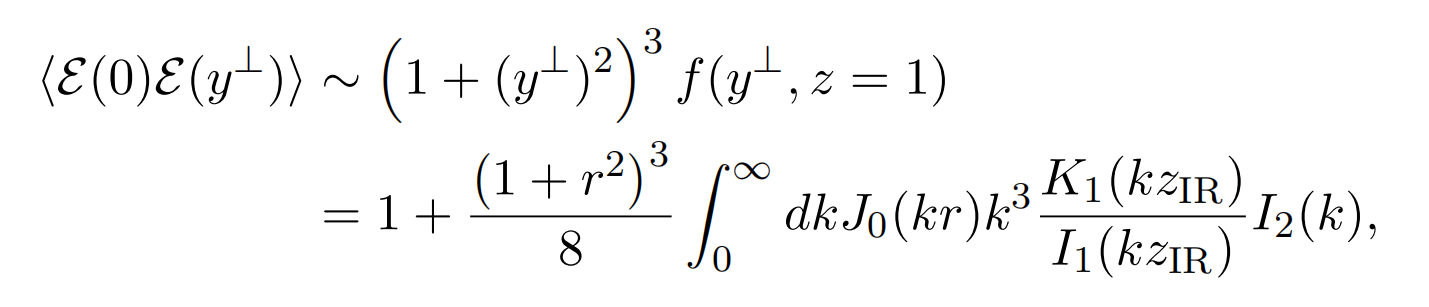 ⟨ℰ(0)ℰ(y^⊥)⟩ ∼ (1 + (y^⊥)^2)^3 f(y^⊥, z = 1)
= 1 + \frac{(1 + r^2)^3}{8} ∫_0^∞ dk J_0(kr) k^3 \frac{K_1(kz_{IR})}{I_1(kz_{IR})} I_2(k),